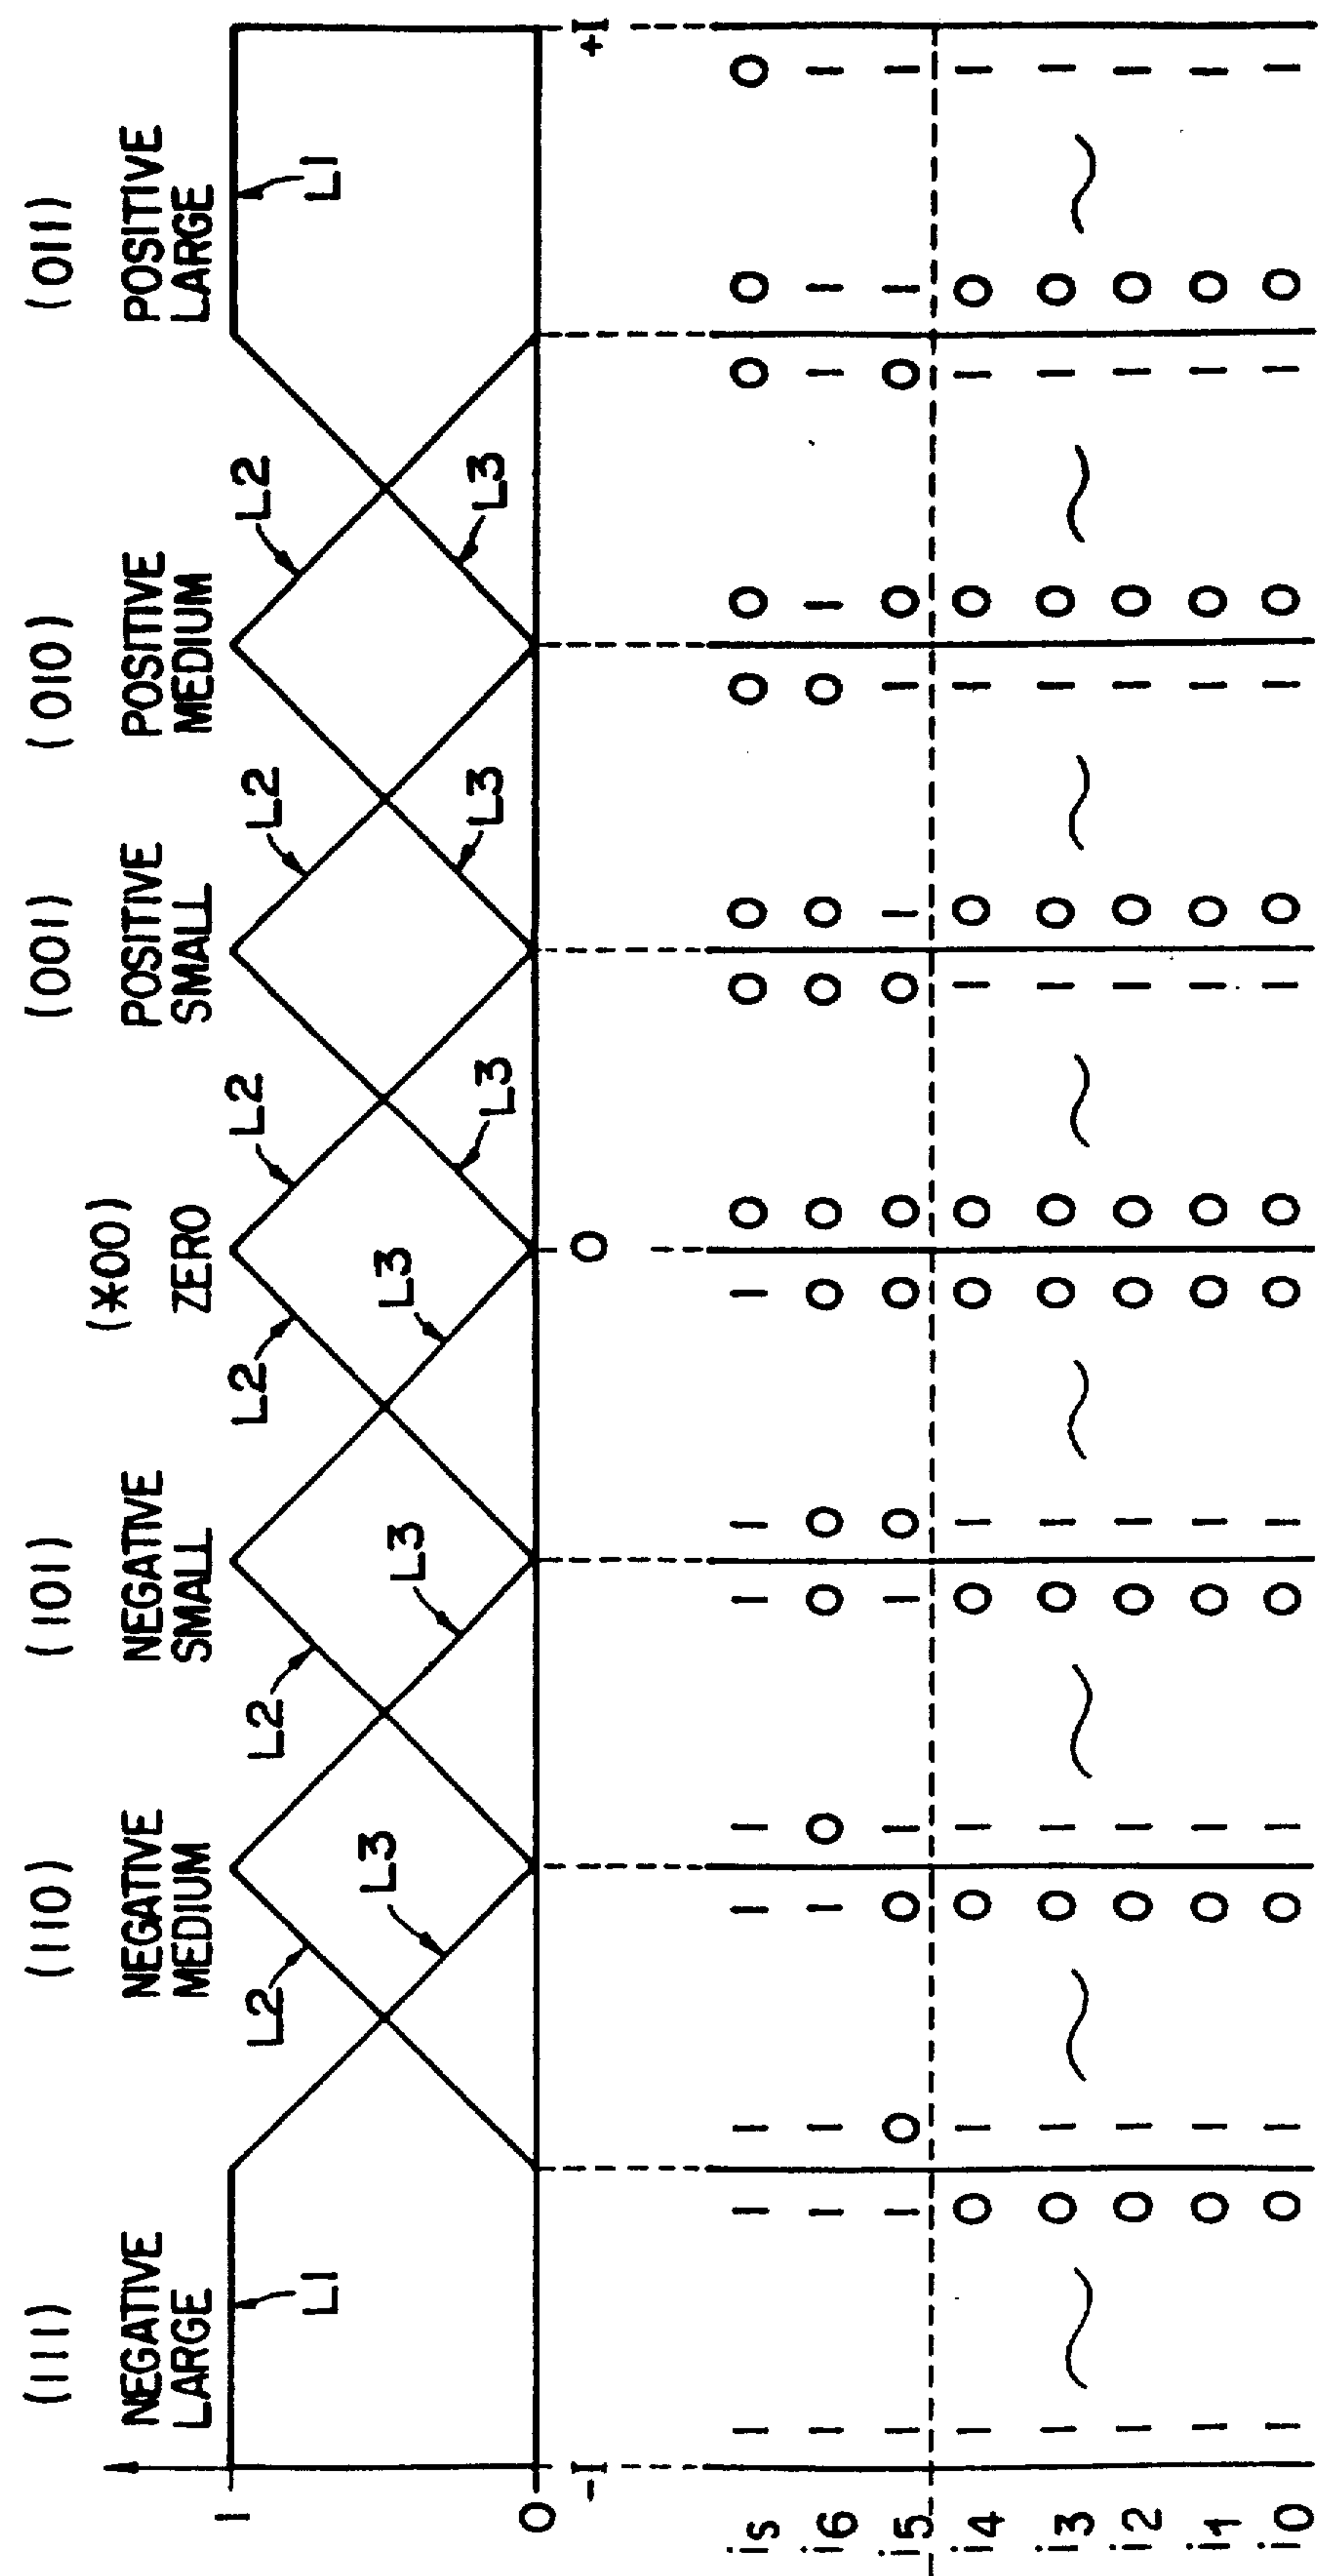 (111) (110) (101) (*00) (001) (010) (011)
NEGATIVE LARGE
NEGATIVE MEDIUM
NEGATIVE SMALL
ZERO
POSITIVE SMALL
POSITIVE MEDIUM
POSITIVE LARGE
1
L1 L2 L3 L2 L3 L2 L3 L2 L3 L2 L3 L2 L3 L1
0
-I 0 +I
is 1 1 1 1 1 1 1 1 0 0 0 0 0 0 0 0
i6 1 1 1 1 0 0 0 0 0 0 0 0 1 1 1 1
i5 1 1 0 0 1 1 0 0 0 0 1 1 0 0 1 1
i4 1 0 1 0 1 0 1 0 0 1 0 1 0 1 0 1
i3 1 0 1 0 1 0 1 0 0 1 0 1 0 1 0 1
i2 1 0 1 0 1 0 1 0 0 1 0 1 0 1 0 1
i1 1 0 1 0 1 0 1 0 0 1 0 1 0 1 0 1
i0 1 0 1 0 1 0 1 0 0 1 0 1 0 1 0 1